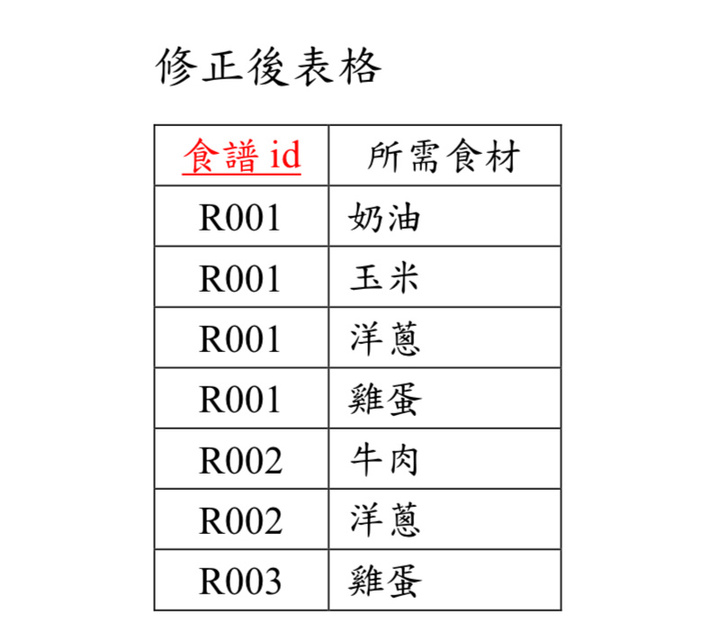 修正後表格
食譜 id 所需食材
R001 奶油
R001 玉米
R001 洋蔥
R001 雞蛋
R002 牛肉
R002 洋蔥
R003 雞蛋